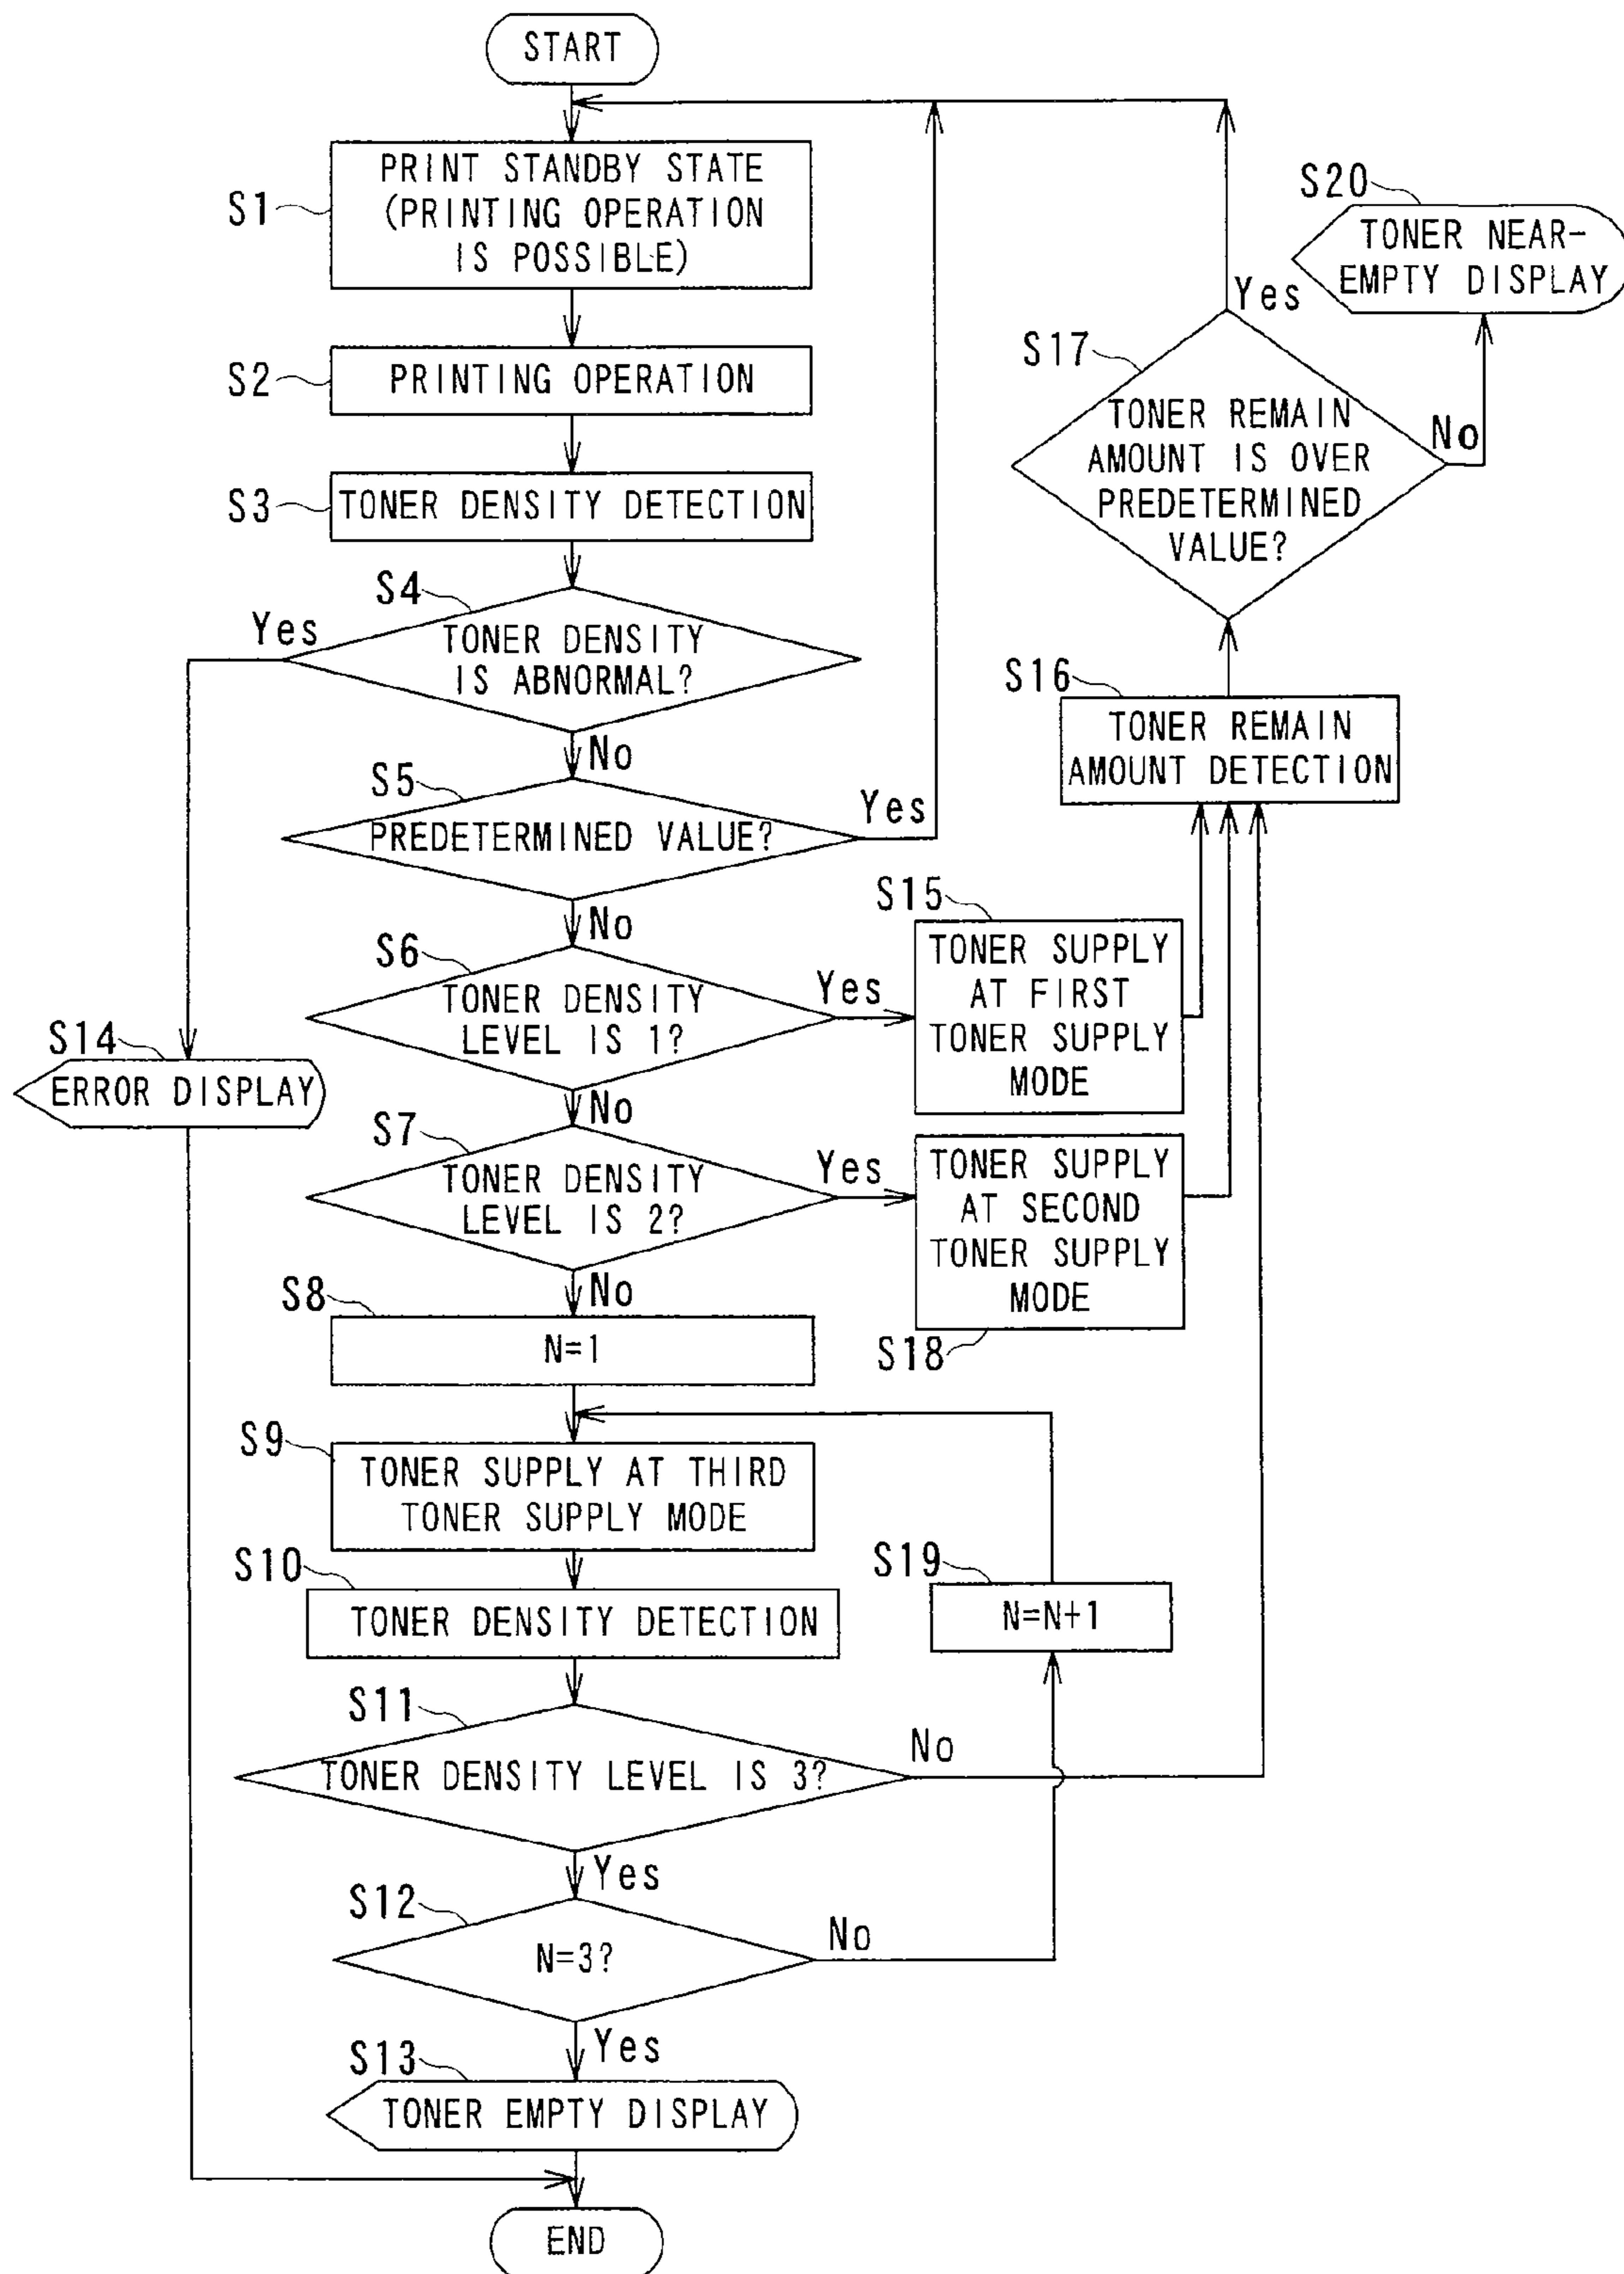 START
S1
PRINT STANDBY STATE
(PRINTING OPERATION
IS POSSIBLE)
S2
PRINTING OPERATION
S3
TONER DENSITY DETECTION
S4
Yes
TONER DENSITY
IS ABNORMAL?
No
S5
PREDETERMINED VALUE?
Yes
No
S6
TONER DENSITY
LEVEL IS 1?
Yes
No
S7
TONER DENSITY
LEVEL IS 2?
Yes
No
S8
N=1
S9
TONER SUPPLY AT THIRD
TONER SUPPLY MODE
S10
TONER DENSITY DETECTION
S11
TONER DENSITY LEVEL IS 3?
No
Yes
S12
N=3?
No
Yes
S13
TONER EMPTY DISPLAY
END
S14
ERROR DISPLAY
S15
TONER SUPPLY
AT FIRST
TONER SUPPLY
MODE
TONER SUPPLY
AT SECOND
TONER SUPPLY
MODE
S18
S19
N=N+1
S16
TONER REMAIN
AMOUNT DETECTION
S17
TONER REMAIN
AMOUNT IS OVER
PREDETERMINED
VALUE?
Yes
No
S20
TONER NEAR-
EMPTY DISPLAY